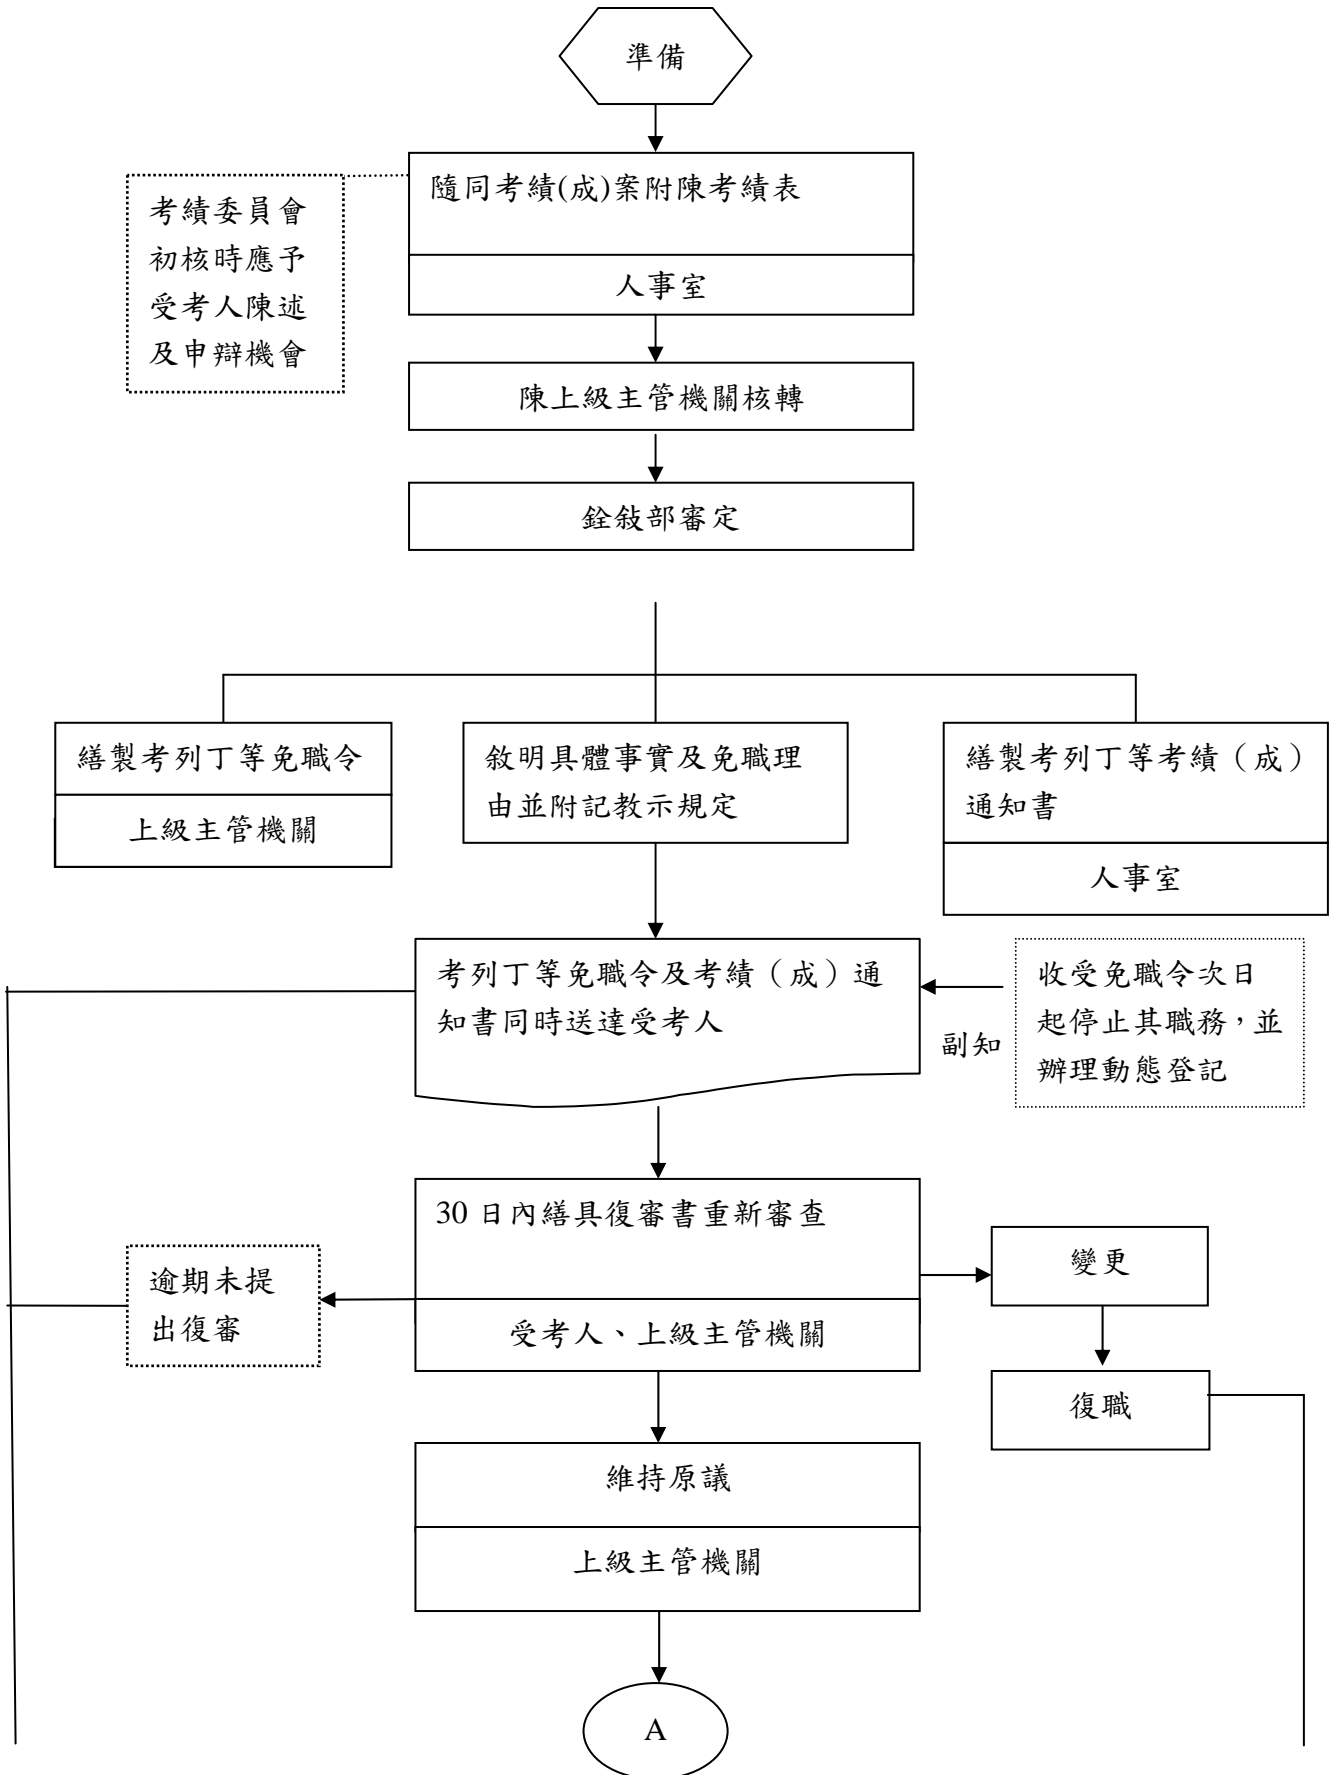 準備
隨同考績(成)案附陳考績表
人事室
考績委員會
初核時應予
受考人陳述
及申辯機會
陳上級主管機關核轉
銓敍部審定
繕製考列丁等免職令
上級主管機關
敘明具體事實及免職理
由並附記教示規定
繕製考列丁等考績（成）
通知書
人事室
考列丁等免職令及考績（成）通
知書同時送達受考人
副知
收受免職令次日
起停止其職務，並
辦理動態登記
30 日內繕具復審書重新審查
受考人、上級主管機關
逾期未提
出復審
變更
復職
維持原議
上級主管機關
A